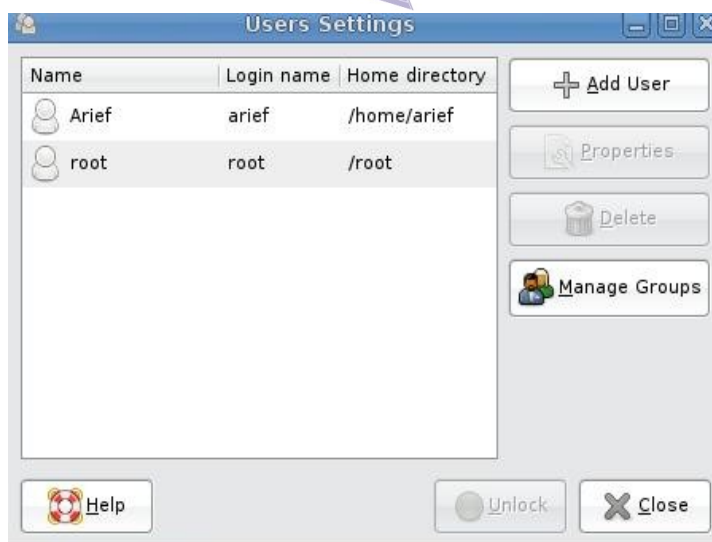 Users Settings
Name Login name Home directory
Arief arief /home/arief
root root /root
Add User
Properties
Delete
Manage Groups
Help
Unlock
Close